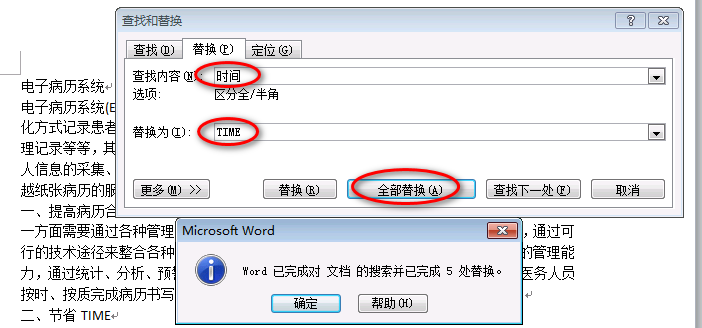 查找和替换
查找(D) 替换(P) 定位(G)
查找内容(N): 时间
选项: 区分全/半角
替换为(I): TIME
更多(M) >> 替换(R) 全部替换(A) 查找下一处(F) 取消
电子病历系统
电子病历系统(E
化方式记录患者
理记录等等，其
人信息的采集、
越纸张病历的服
一、提高病历合
一方面需要通过各种管理 ，通过可
行的技术途径来整合各种 的管理能
力，通过统计、分析、预 医务人员
按时、按质完成病历书写
二、节省 TIME
Microsoft Word
Word 已完成对 文档 的搜索并已完成 5 处替换。
确定 帮助(H)